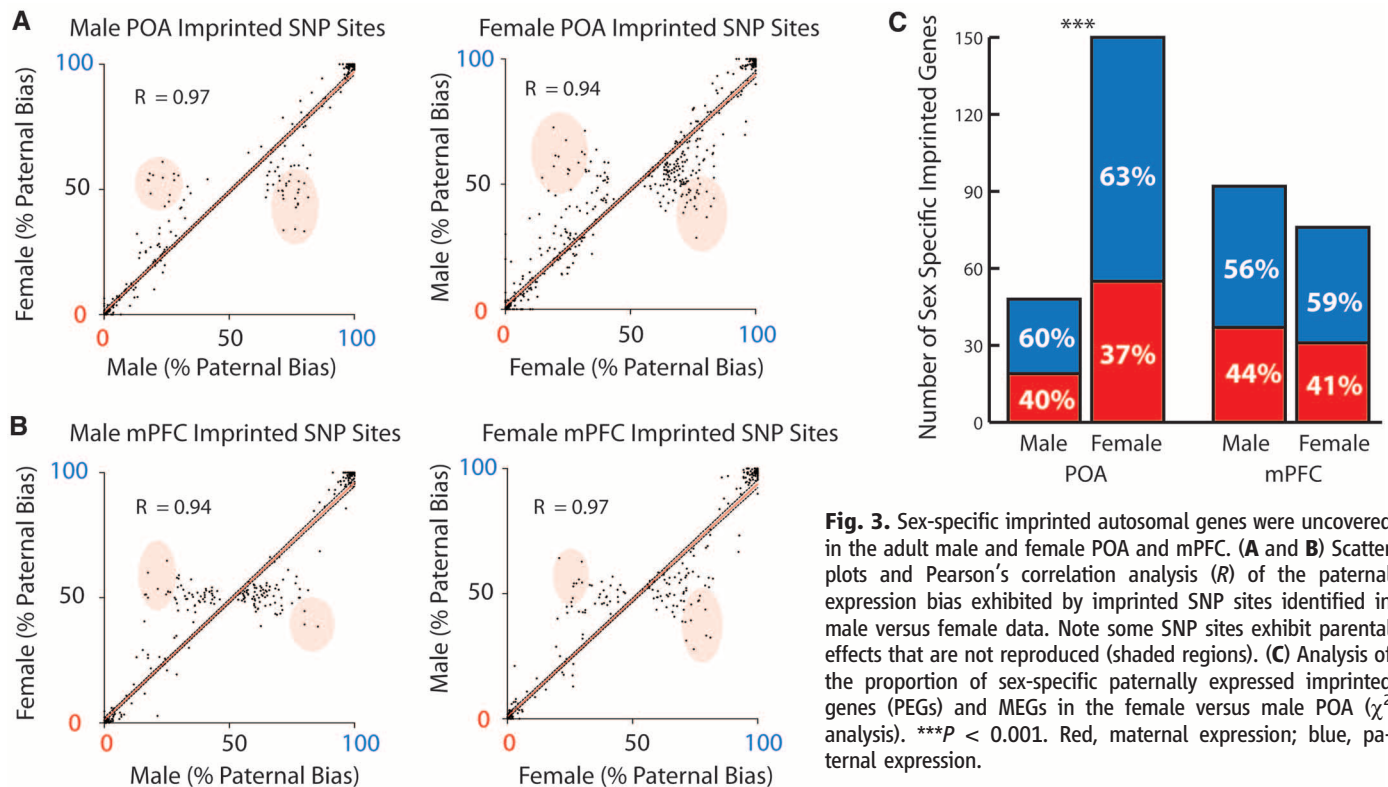 A
Male POA Imprinted SNP Sites
Female (% Paternal Bias)
100
50
0
R = 0.97
0
50
100
Male (% Paternal Bias)
Female POA Imprinted SNP Sites
Male (% Paternal Bias)
100
50
0
R = 0.94
0
50
100
Female (% Paternal Bias)
B
Male mPFC Imprinted SNP Sites
Female (% Paternal Bias)
100
50
0
R = 0.94
0
50
100
Male (% Paternal Bias)
Female mPFC Imprinted SNP Sites
Male (% Paternal Bias)
100
50
0
R = 0.97
0
50
100
Female (% Paternal Bias)
C
Number of Sex Specific Imprinted Genes
150
120
90
60
30
0
***
60%
40%
63%
37%
56%
44%
59%
41%
Male Female
POA
Male Female
mPFC
Fig. 3. Sex-specific imprinted autosomal genes were uncovered
in the adult male and female POA and mPFC. (A and B) Scatter
plots and Pearson's correlation analysis (R) of the paternal
expression bias exhibited by imprinted SNP sites identified in
male versus female data. Note some SNP sites exhibit parental
effects that are not reproduced (shaded regions). (C) Analysis of
the proportion of sex-specific paternally expressed imprinted
genes (PEGs) and MEGs in the female versus male POA (χ²
analysis). ***P < 0.001. Red, maternal expression; blue, pa-
ternal expression.